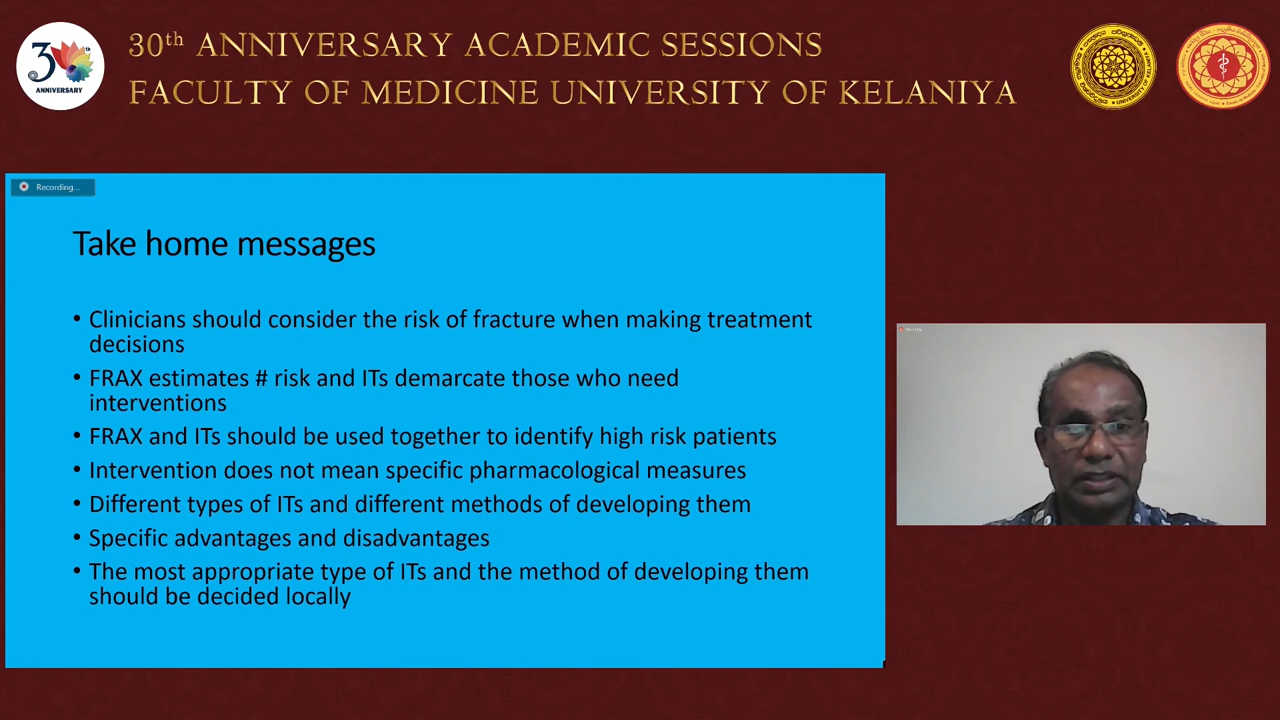 30th ANNIVERSARY ACADEMIC SESSIONS
FACULTY OF MEDICINE UNIVERSITY OF KELANIYA
30th
ANNIVERSARY
Recording...
Take home messages
• Clinicians should consider the risk of fracture when making treatment
decisions
• FRAX estimates # risk and ITs demarcate those who need
interventions
• FRAX and ITs should be used together to identify high risk patients
• Intervention does not mean specific pharmacological measures
• Different types of ITs and different methods of developing them
• Specific advantages and disadvantages
• The most appropriate type of ITs and the method of developing them
should be decided locally